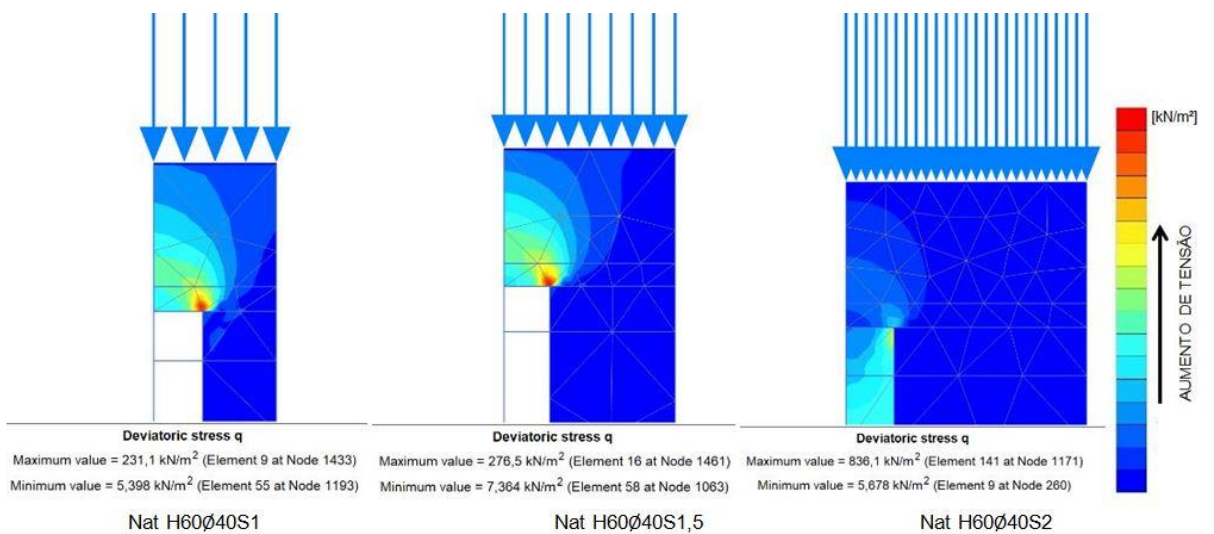 [kN/m²]
AUMENTO DE TENSÃO
Deviatoric stress q
Maximum value = 231,1 kN/m² (Element 9 at Node 1433)
Minimum value = 5,398 kN/m² (Element 55 at Node 1193)
Nat H60Ø40S1
Deviatoric stress q
Maximum value = 276,5 kN/m² (Element 16 at Node 1461)
Minimum value = 7,364 kN/m² (Element 58 at Node 1063)
Nat H60Ø40S1,5
Deviatoric stress q
Maximum value = 836,1 kN/m² (Element 141 at Node 1171)
Minimum value = 5,678 kN/m² (Element 9 at Node 260)
Nat H60Ø40S2